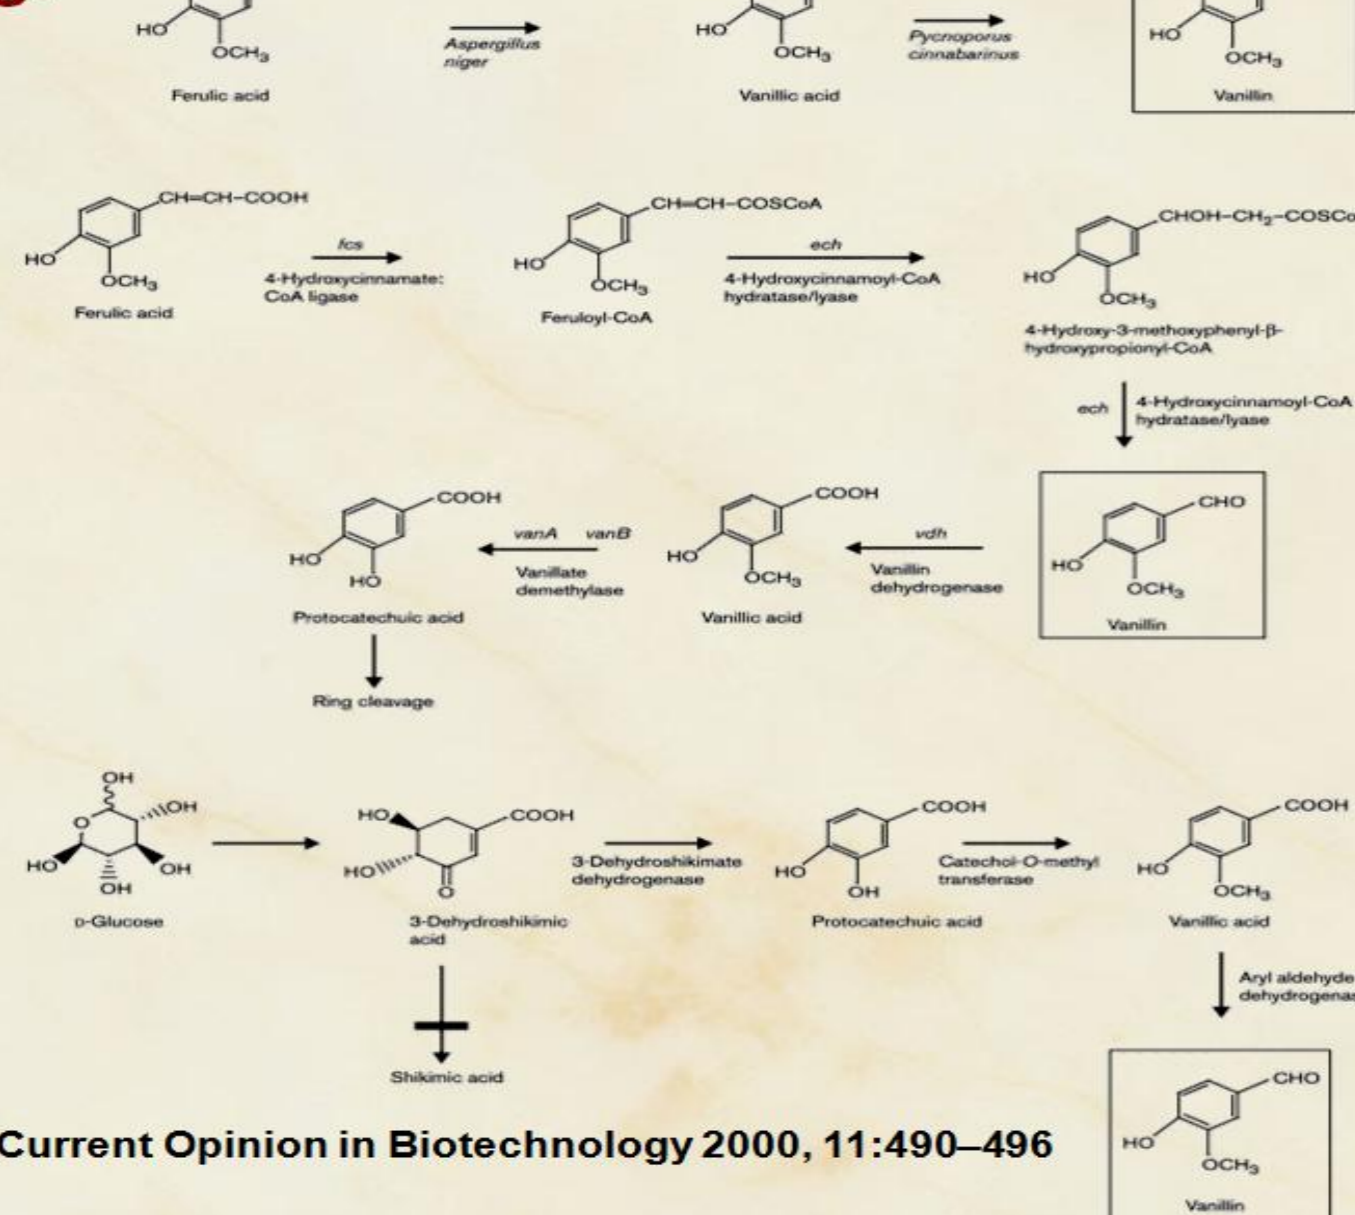 HO
OCH3
Ferulic acid
Aspergillus
niger
HO
OCH3
Vanillic acid
Pycnoporus
cinnabarinus
HO
OCH3
Vanillin
CH=CH-COOH
HO
OCH3
Ferulic acid
fcs
4-Hydroxycinnamate:
CoA ligase
CH=CH-COSCoA
HO
OCH3
Feruloyl-CoA
ech
4-Hydroxycinnamoyl-CoA
hydratase/lyase
CHOH-CH2-COSCo
HO
OCH3
4-Hydroxy-3-methoxyphenyl-β-
hydroxypropionyl-CoA
ech
4-Hydroxycinnamoyl-CoA
hydratase/lyase
COOH
HO
HO
Protocatechuic acid
vanA vanB
Vanillate
demethylase
COOH
HO
OCH3
Vanillic acid
vdh
Vanillin
dehydrogenase
CHO
HO
OCH3
Vanillin
Ring cleavage
OH
O
OH
HO
OH
OH
D-Glucose
HO
COOH
HO
O
3-Dehydroshikimic
acid
3-Dehydroshikimate
dehydrogenase
COOH
HO
OH
Protocatechuic acid
Catechol-O-methyl
transferase
COOH
HO
OCH3
Vanillic acid
Aryl aldehyde
dehydrogenas
Shikimic acid
CHO
HO
OCH3
Vanillin
Current Opinion in Biotechnology 2000, 11:490–496